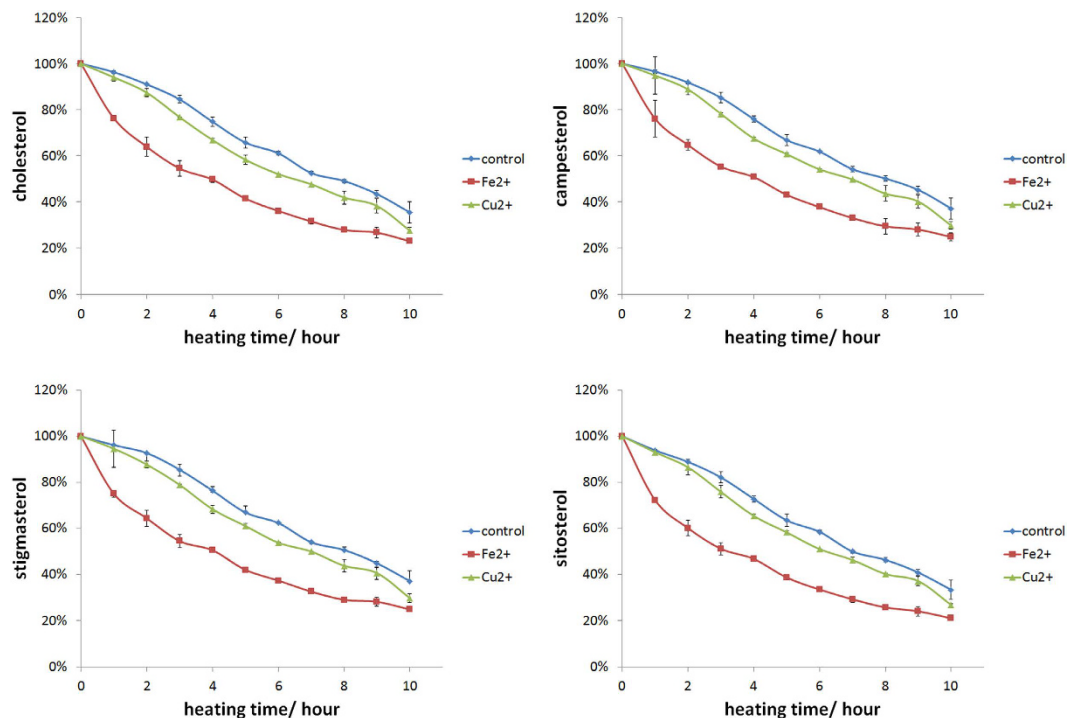 120%
100%
80%
60%
40%
20%
0%
cholesterol
0 2 4 6 8 10
heating time/ hour
control
Fe2+
Cu2+
120%
100%
80%
60%
40%
20%
0%
campesterol
0 2 4 6 8 10
heating time/ hour
control
Fe2+
Cu2+
120%
100%
80%
60%
40%
20%
0%
stigmasterol
0 2 4 6 8 10
heating time/ hour
control
Fe2+
Cu2+
120%
100%
80%
60%
40%
20%
0%
sitosterol
0 2 4 6 8 10
heating time/ hour
control
Fe2+
Cu2+